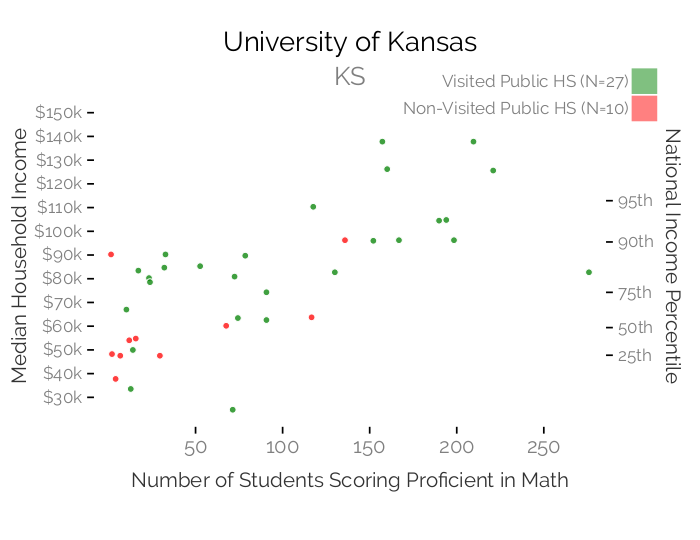 University of Kansas
KS
Visited Public HS (N=27)
Non-Visited Public HS (N=10)
Median Household Income
$150k
$140k
$130k
$120k
$110k
$100k
$90k
$80k
$70k
$60k
$50k
$40k
$30k
National Income Percentile
95th
90th
75th
50th
25th
50
100
150
200
250
Number of Students Scoring Proficient in Math